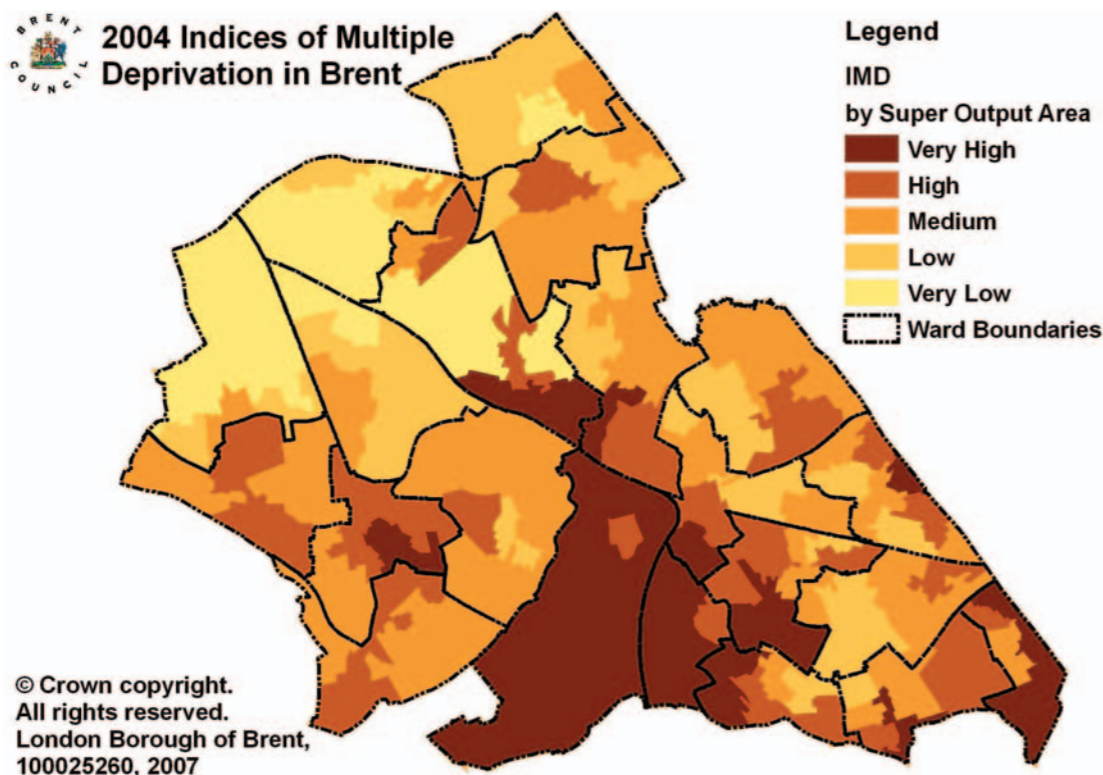 BRENT
COUNCIL
2004 Indices of Multiple
Deprivation in Brent
Legend
IMD
by Super Output Area
Very High
High
Medium
Low
Very Low
Ward Boundaries
© Crown copyright.
All rights reserved.
London Borough of Brent,
100025260, 2007